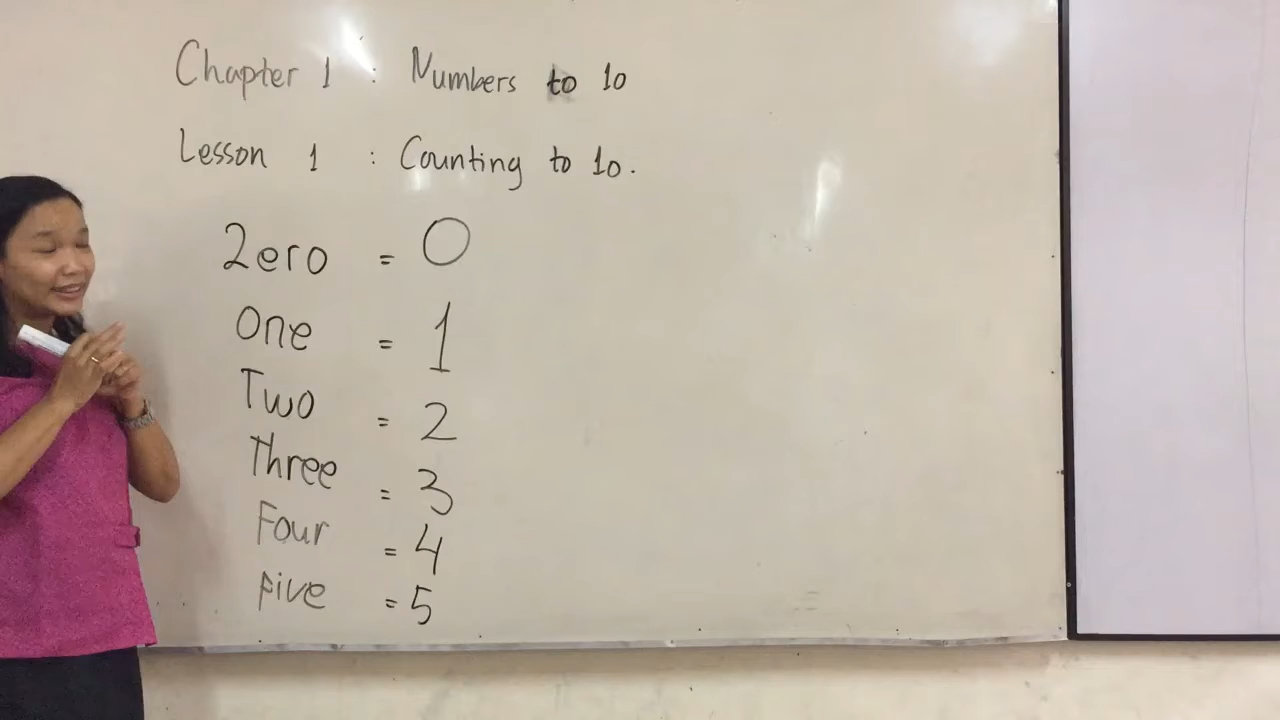 Chapter 1 : Numbers to 10
Lesson 1 : Counting to 10.
Zero = 0
One = 1
Two = 2
Three = 3
Four = 4
Five = 5